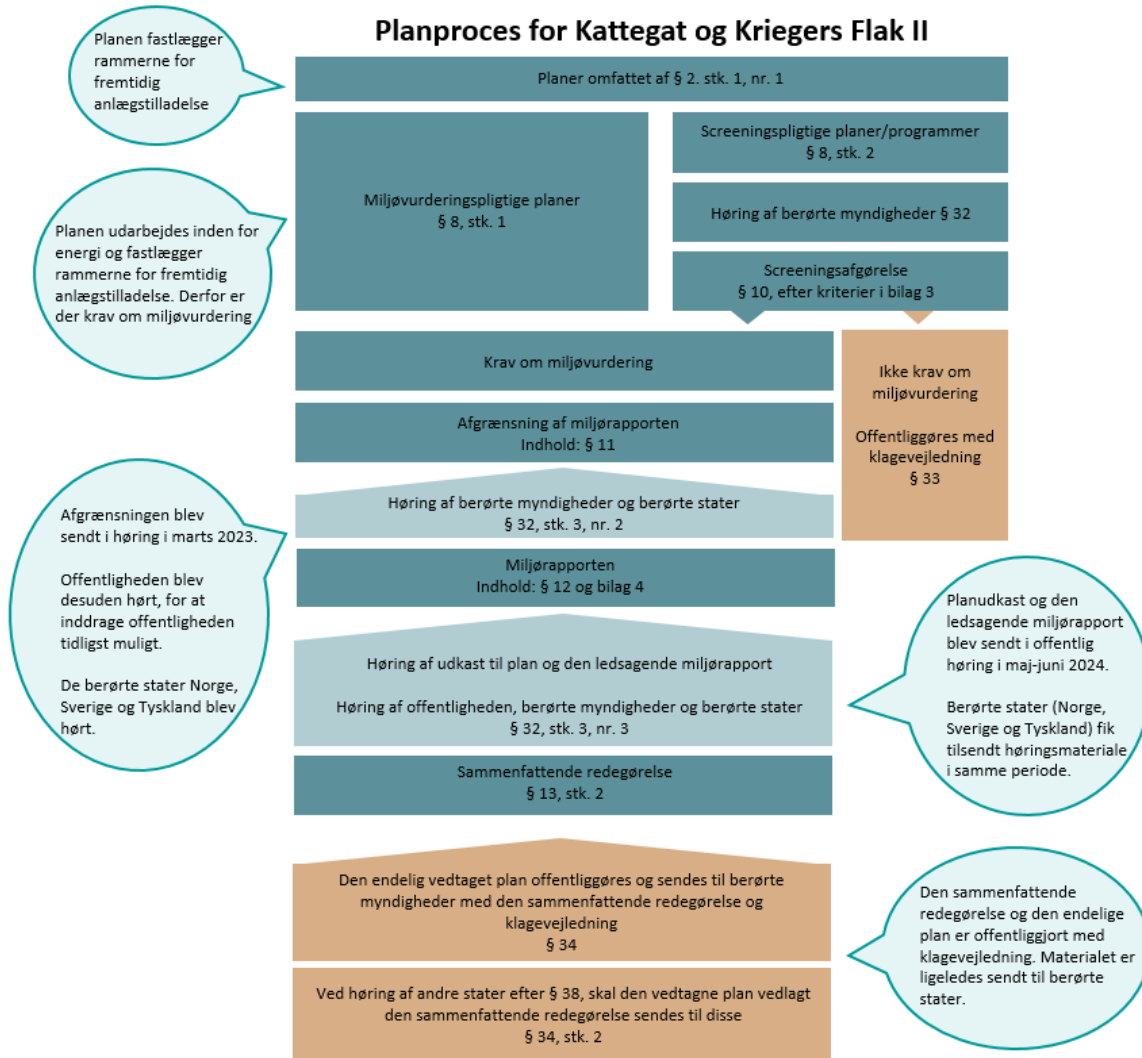 Planproces for Kattegat og Kriegers Flak II
Planen fastlægger
rammerne for
fremtidig
anlægstilladelse
Planer omfattet af § 2. stk. 1, nr. 1
Miljøvurderingspligtige planer
§ 8, stk. 1
Screeningspligtige planer/programmer
§ 8, stk. 2
Høring af berørte myndigheder § 32
Screeningsafgørelse
§ 10, efter kriterier i bilag 3
Planen udarbejdes inden for
energi og fastlægger
rammerne for fremtidig
anlægstilladelse. Derfor er
der krav om miljøvurdering
Krav om miljøvurdering
Ikke krav om
miljøvurdering
Offentliggøres med
klagevejledning
§ 33
Afgrænsning af miljørapporten
Indhold: § 11
Høring af berørte myndigheder og berørte stater
§ 32, stk. 3, nr. 2
Afgrænsningen blev
sendt i høring i marts 2023.
Offentligheden blev
desuden hørt, for at
inddrage offentligheden
tidligst muligt.
De berørte stater Norge,
Sverige og Tyskland blev
hørt.
Miljørapporten
Indhold: § 12 og bilag 4
Høring af udkast til plan og den ledsagende miljørapport
Høring af offentligheden, berørte myndigheder og berørte stater
§ 32, stk. 3, nr. 3
Planudkast og den
ledsagende miljørapport
blev sendt i offentlig
høring i maj-juni 2024.
Berørte stater (Norge,
Sverige og Tyskland) fik
tilsendt høringsmateriale
i samme periode.
Sammenfattende redegørelse
§ 13, stk. 2
Den endelig vedtaget plan offentliggøres og sendes til berørte
myndigheder med den sammenfattende redegørelse og
klagevejledning
§ 34
Ved høring af andre stater efter § 38, skal den vedtagne plan vedlagt
den sammenfattende redegørelse sendes til disse
§ 34, stk. 2
Den sammenfattende
redegørelse og den endelige
plan er offentliggjort med
klagevejledning. Materialet er
ligeledes sendt til berørte
stater.